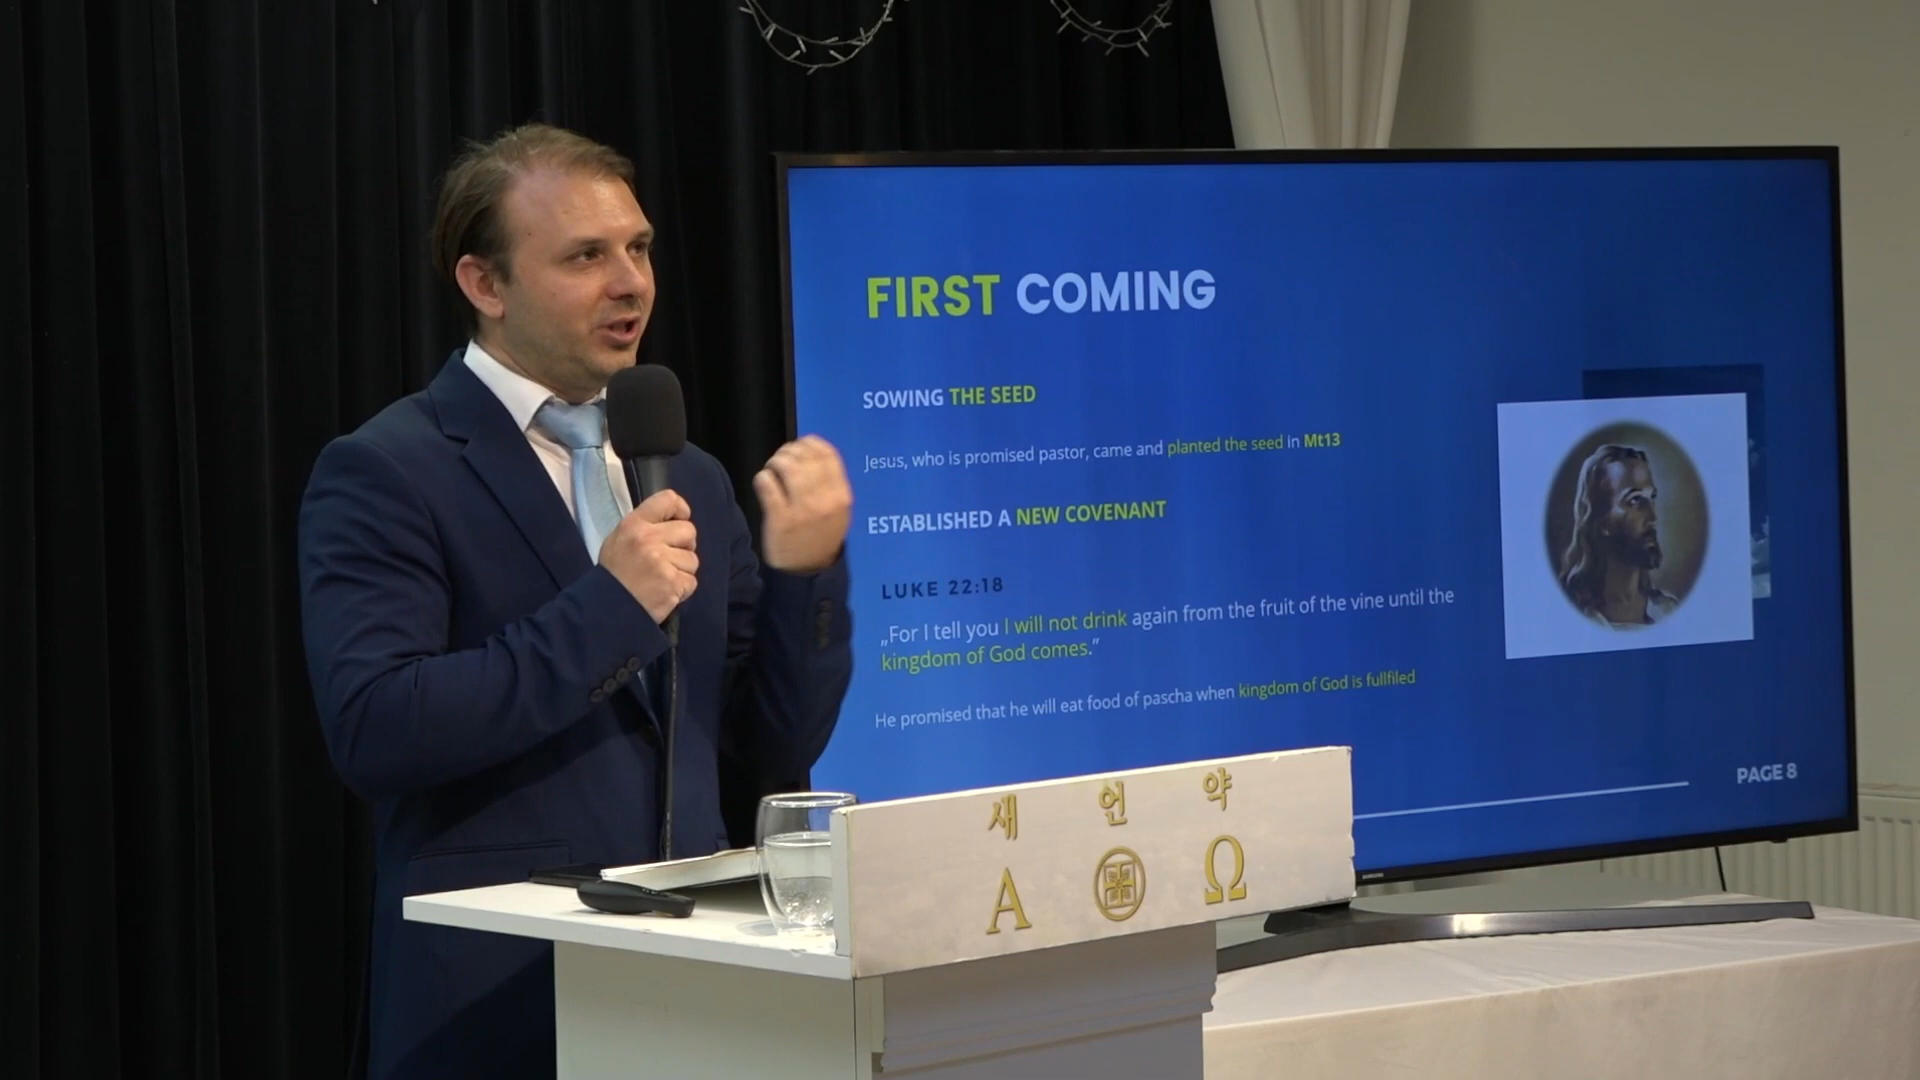 FIRST COMING
SOWING THE SEED
Jesus, who is promised pastor, came and planted the seed in Mt13
ESTABLISHED A NEW COVENANT
LUKE 22:18
„For I tell you I will not drink again from the fruit of the vine until the
kingdom of God comes.”
He promised that he will eat food of pascha when kingdom of God is fullfiled
PAGE 8
SAMSUNG
새 언 약
Α Ω